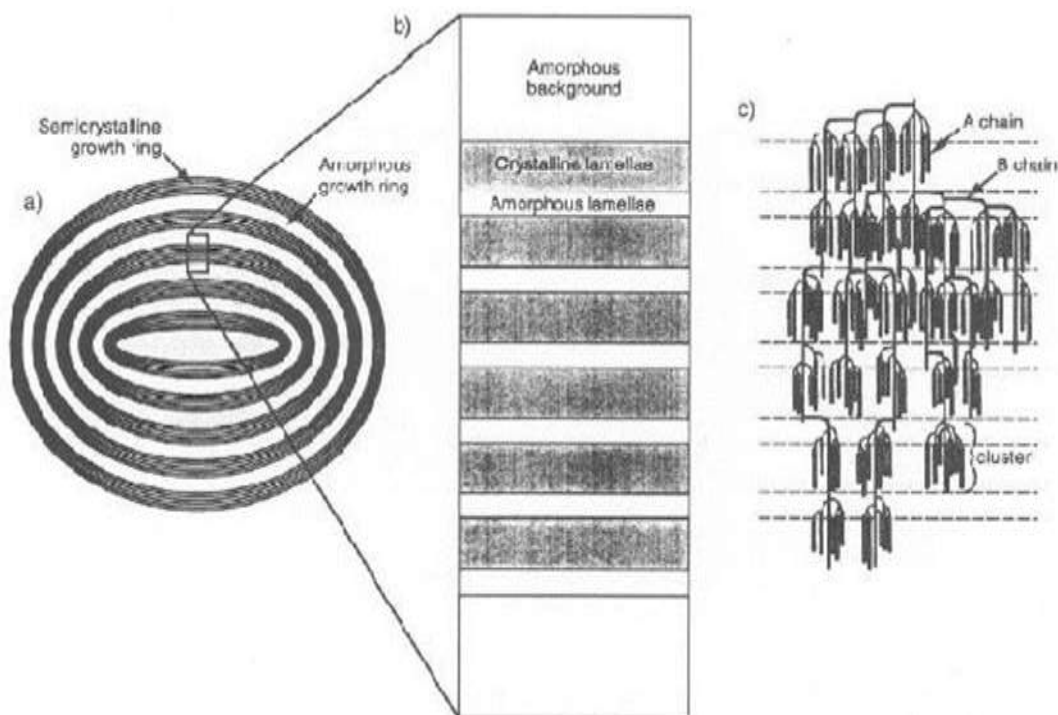 a)
Semicrystalline
growth ring
Amorphous
growth ring
b)
Amorphous
background
Crystalline lamellae
Amorphous lamellae
c)
A chain
B chain
cluster